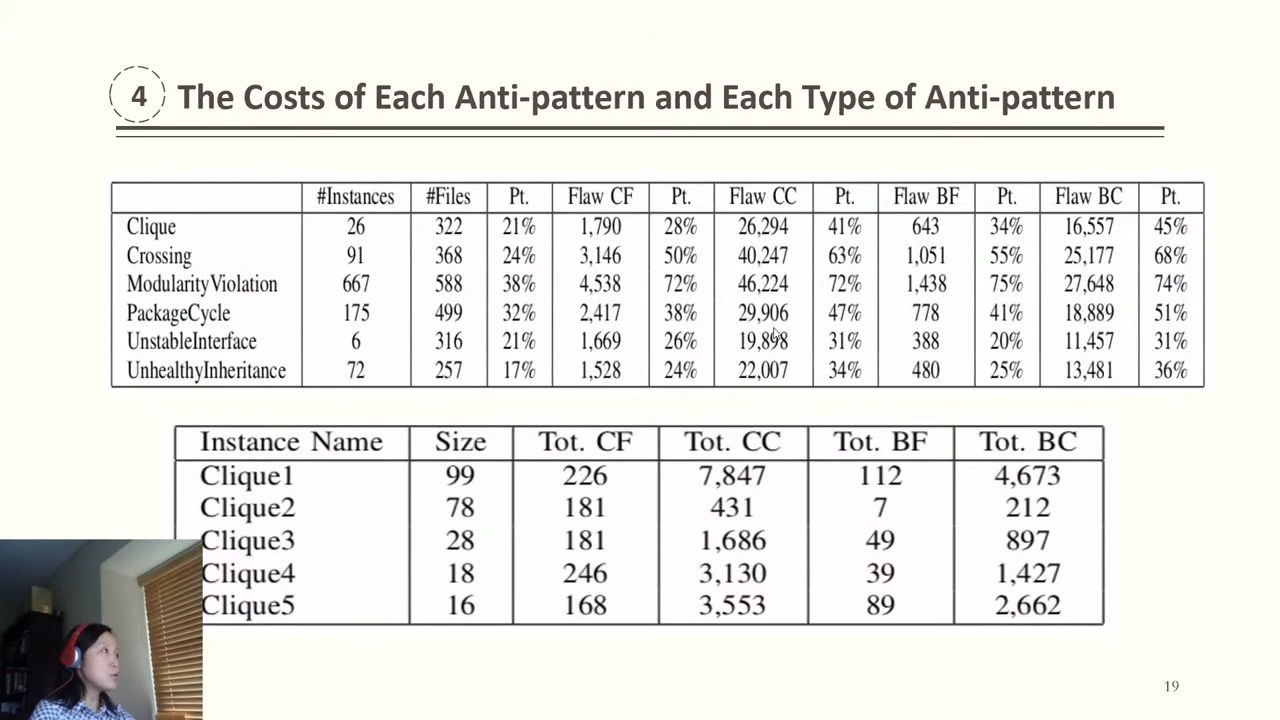 4 The Costs of Each Anti-pattern and Each Type of Anti-pattern
#Instances #Files Pt. Flaw CF Pt. Flaw CC Pt. Flaw BF Pt. Flaw BC Pt.
Clique 26 322 21% 1,790 28% 26,294 41% 643 34% 16,557 45%
Crossing 91 368 24% 3,146 50% 40,247 63% 1,051 55% 25,177 68%
ModularityViolation 667 588 38% 4,538 72% 46,224 72% 1,438 75% 27,648 74%
PackageCycle 175 499 32% 2,417 38% 29,906 47% 778 41% 18,889 51%
UnstableInterface 6 316 21% 1,669 26% 19,898 31% 388 20% 11,457 31%
UnhealthyInheritance 72 257 17% 1,528 24% 22,007 34% 480 25% 13,481 36%
Instance Name Size Tot. CF Tot. CC Tot. BF Tot. BC
Clique1 99 226 7,847 112 4,673
Clique2 78 181 431 7 212
Clique3 28 181 1,686 49 897
Clique4 18 246 3,130 39 1,427
Clique5 16 168 3,553 89 2,662
19